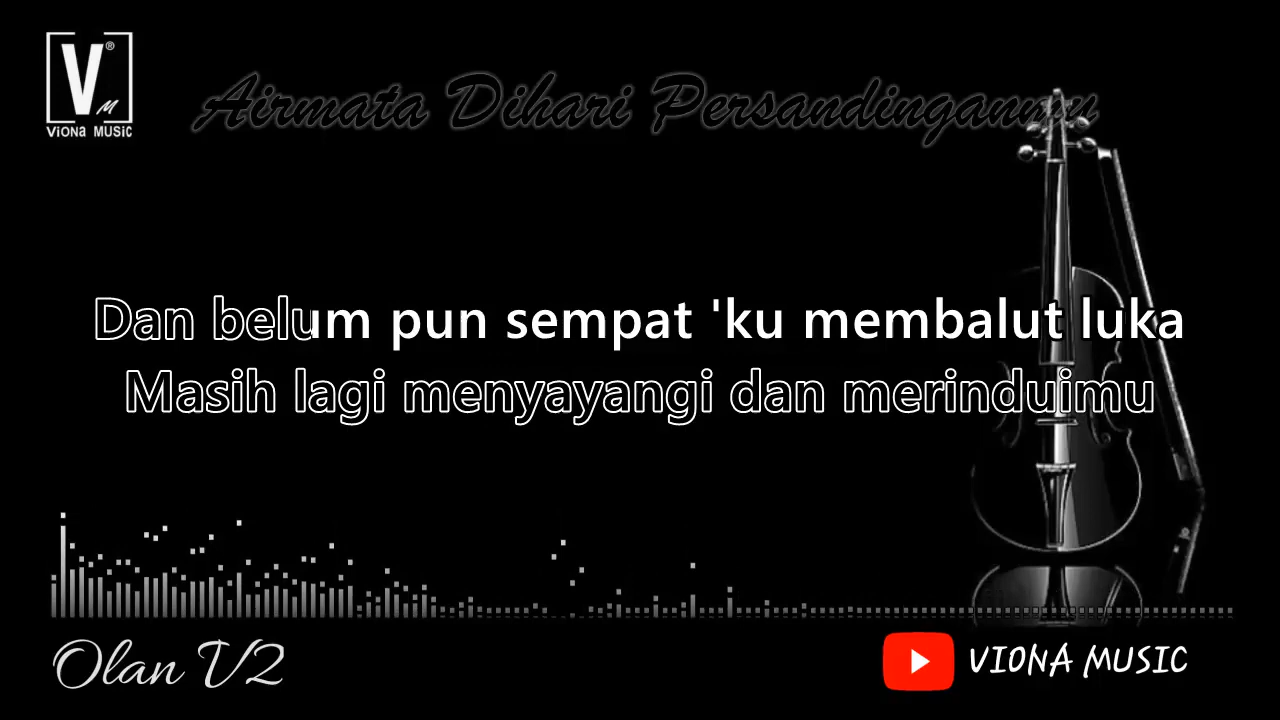 V®
M
VIONA MUSIC
Airmata Dihari Persandinganmu
Dan belum pun sempat 'ku membalut luka
Masih lagi menyayangi dan merinduimu
Olan V2
VIONA MUSIC